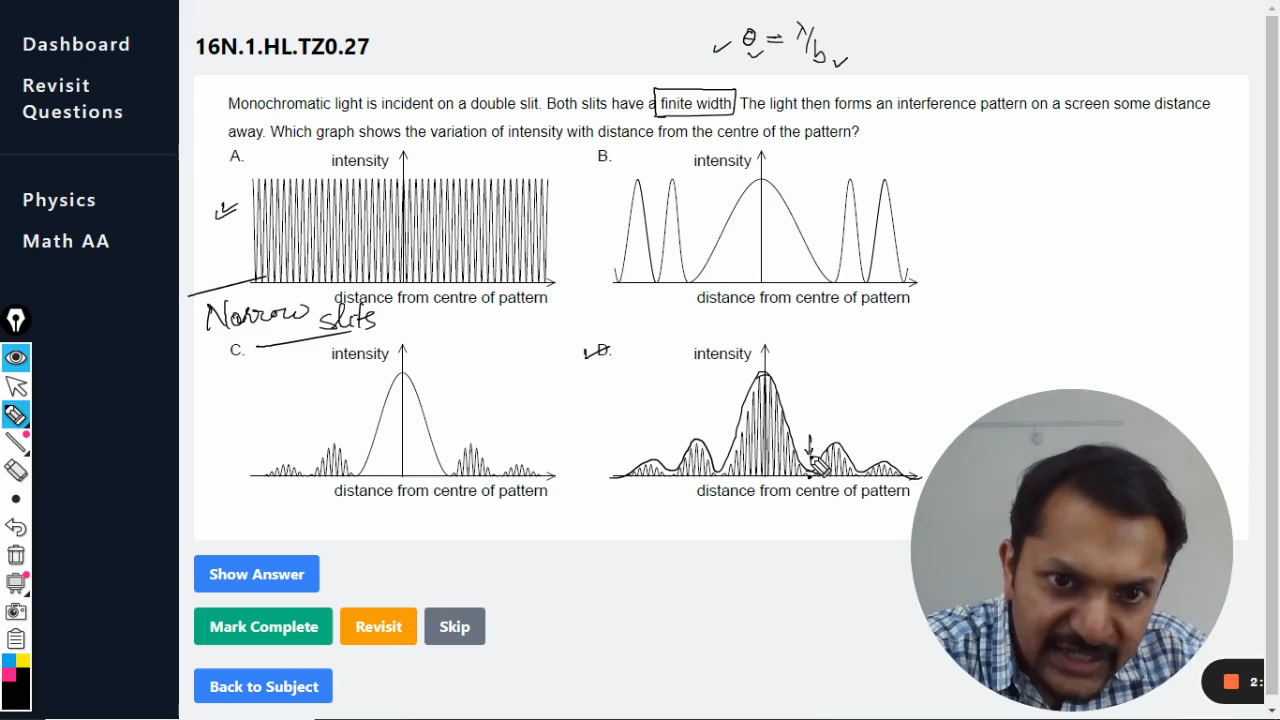 Dashboard
Revisit
Questions
Physics
Math AA
16N.1.HL.TZ0.27
θ = λ/b
Monochromatic light is incident on a double slit. Both slits have a finite width. The light then forms an interference pattern on a screen some distance
away. Which graph shows the variation of intensity with distance from the centre of the pattern?
A.
intensity
distance from centre of pattern
Narrow slits
B.
intensity
distance from centre of pattern
C.
intensity
distance from centre of pattern
D.
intensity
distance from centre of pattern
Show Answer
Mark Complete
Revisit
Skip
Back to Subject
2: